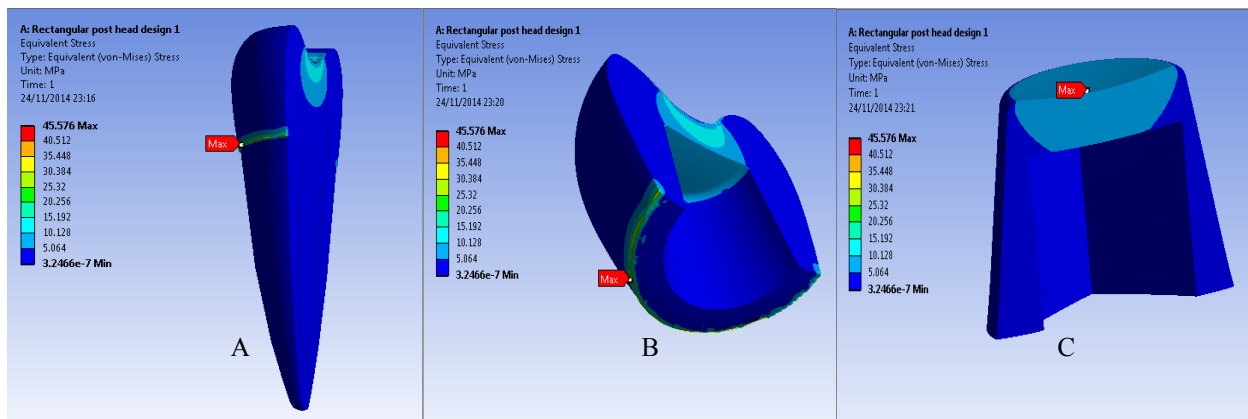 A: Rectangular post head design 1
Equivalent Stress
Type: Equivalent (von-Mises) Stress
Unit: MPa
Time: 1
24/11/2014 23:16
45.576 Max
40.512
35.448
30.384
25.32
20.256
15.192
10.128
5.064
3.2466e-7 Min
Max
A
A: Rectangular post head design 1
Equivalent Stress
Type: Equivalent (von-Mises) Stress
Unit: MPa
Time: 1
24/11/2014 23:20
45.576 Max
40.512
35.448
30.384
25.32
20.256
15.192
10.128
5.064
3.2466e-7 Min
Max
B
A: Rectangular post head design 1
Equivalent Stress
Type: Equivalent (von-Mises) Stress
Unit: MPa
Time: 1
24/11/2014 23:21
45.576 Max
40.512
35.448
30.384
25.32
20.256
15.192
10.128
5.064
3.2466e-7 Min
Max
C